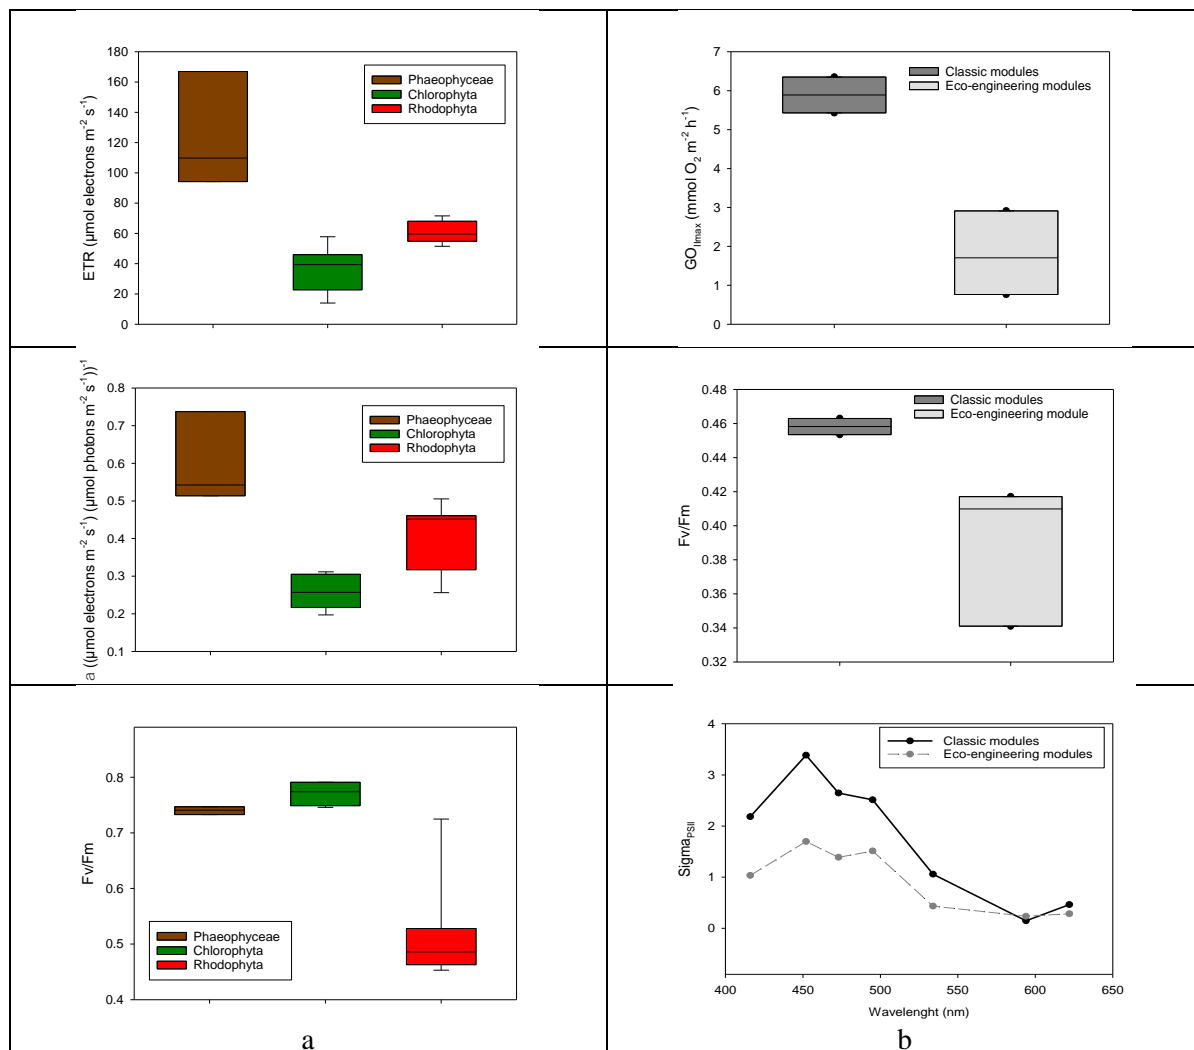 180
160
140
120
100
80
60
40
20
0
ETR (µmol electrons m-2 s-1)
Phaeophyceae
Chlorophyta
Rhodophyta
7
6
5
4
3
2
1
0
GOIImax (mmol O2 m-2 h-1)
Classic modules
Eco-engineering modules
0.8
0.7
0.6
0.5
0.4
0.3
0.2
0.1
a ((µmol electrons m-2 s-1) (µmol photons m-2 s-1))-1
Phaeophyceae
Chlorophyta
Rhodophyta
0.48
0.46
0.44
0.42
0.40
0.38
0.36
0.34
0.32
Fv/Fm
Classic modules
Eco-engineering module
0.8
0.7
0.6
0.5
0.4
Fv/Fm
Phaeophyceae
Chlorophyta
Rhodophyta
a
4
3
2
1
0
SigmaPSII
Classic modules
Eco-engineering modules
400 450 500 550 600 650
Wavelenght (nm)
b